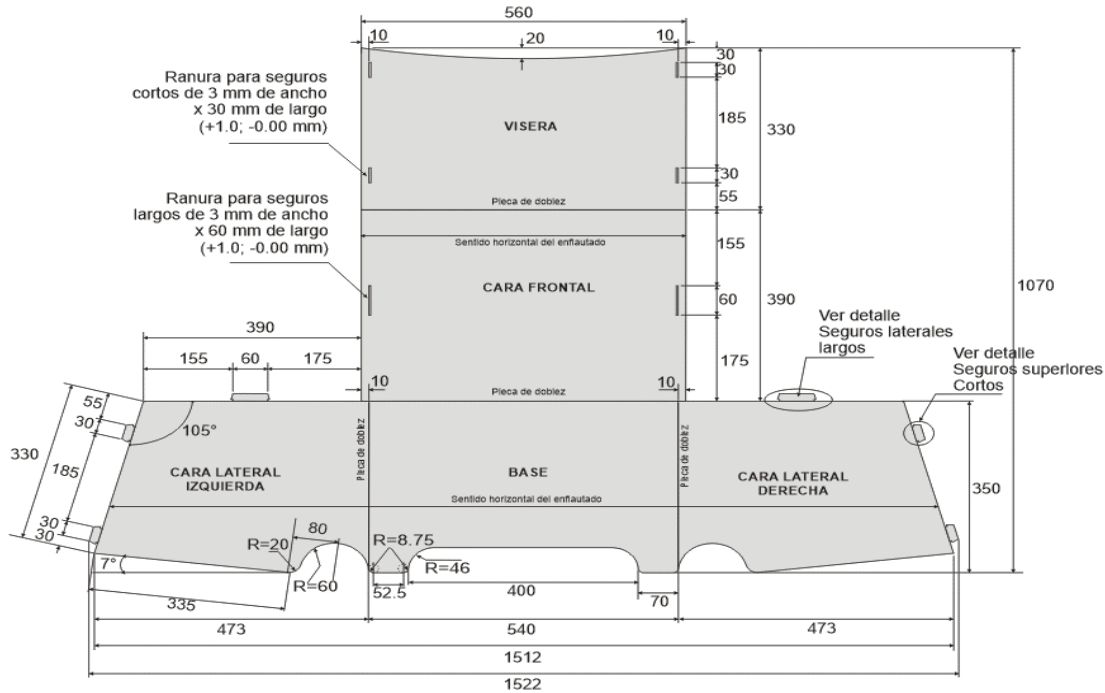 560
10
20
10
30
30
Ranura para seguros
cortos de 3 mm de ancho
x 30 mm de largo
(+1.0; -0.00 mm)
VISERA
185
330
30
55
Pleca de doblez
Ranura para seguros
largos de 3 mm de ancho
x 60 mm de largo
(+1.0; -0.00 mm)
Sentido horizontal del enflautado
155
CARA FRONTAL
60
390
1070
175
390
155
60
175
Ver detalle
Seguros laterales
largos
Ver detalle
Seguros superiores
Cortos
10
Pleca de doblez
10
55
30
105°
330
185
CARA LATERAL
IZQUIERDA
Pleca de doblez
BASE
Pleca de doblez
CARA LATERAL
DERECHA
350
Sentido horizontal del enflautado
30
30
80
R=20
R=8.75
7°
R=60
R=46
335
52.5
400
70
473
540
473
1512
1522